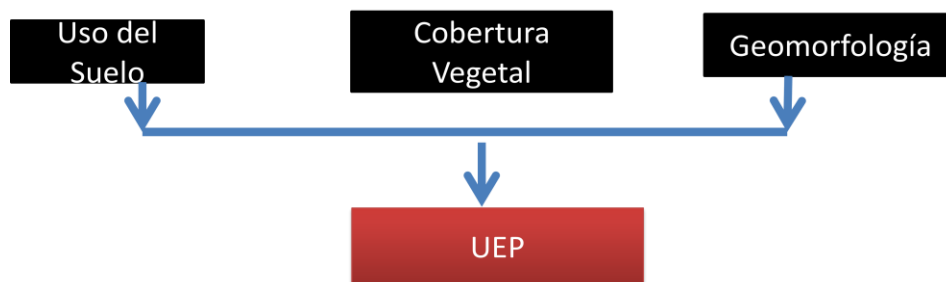 Uso del
Suelo
Cobertura
Vegetal
Geomorfología
UEP